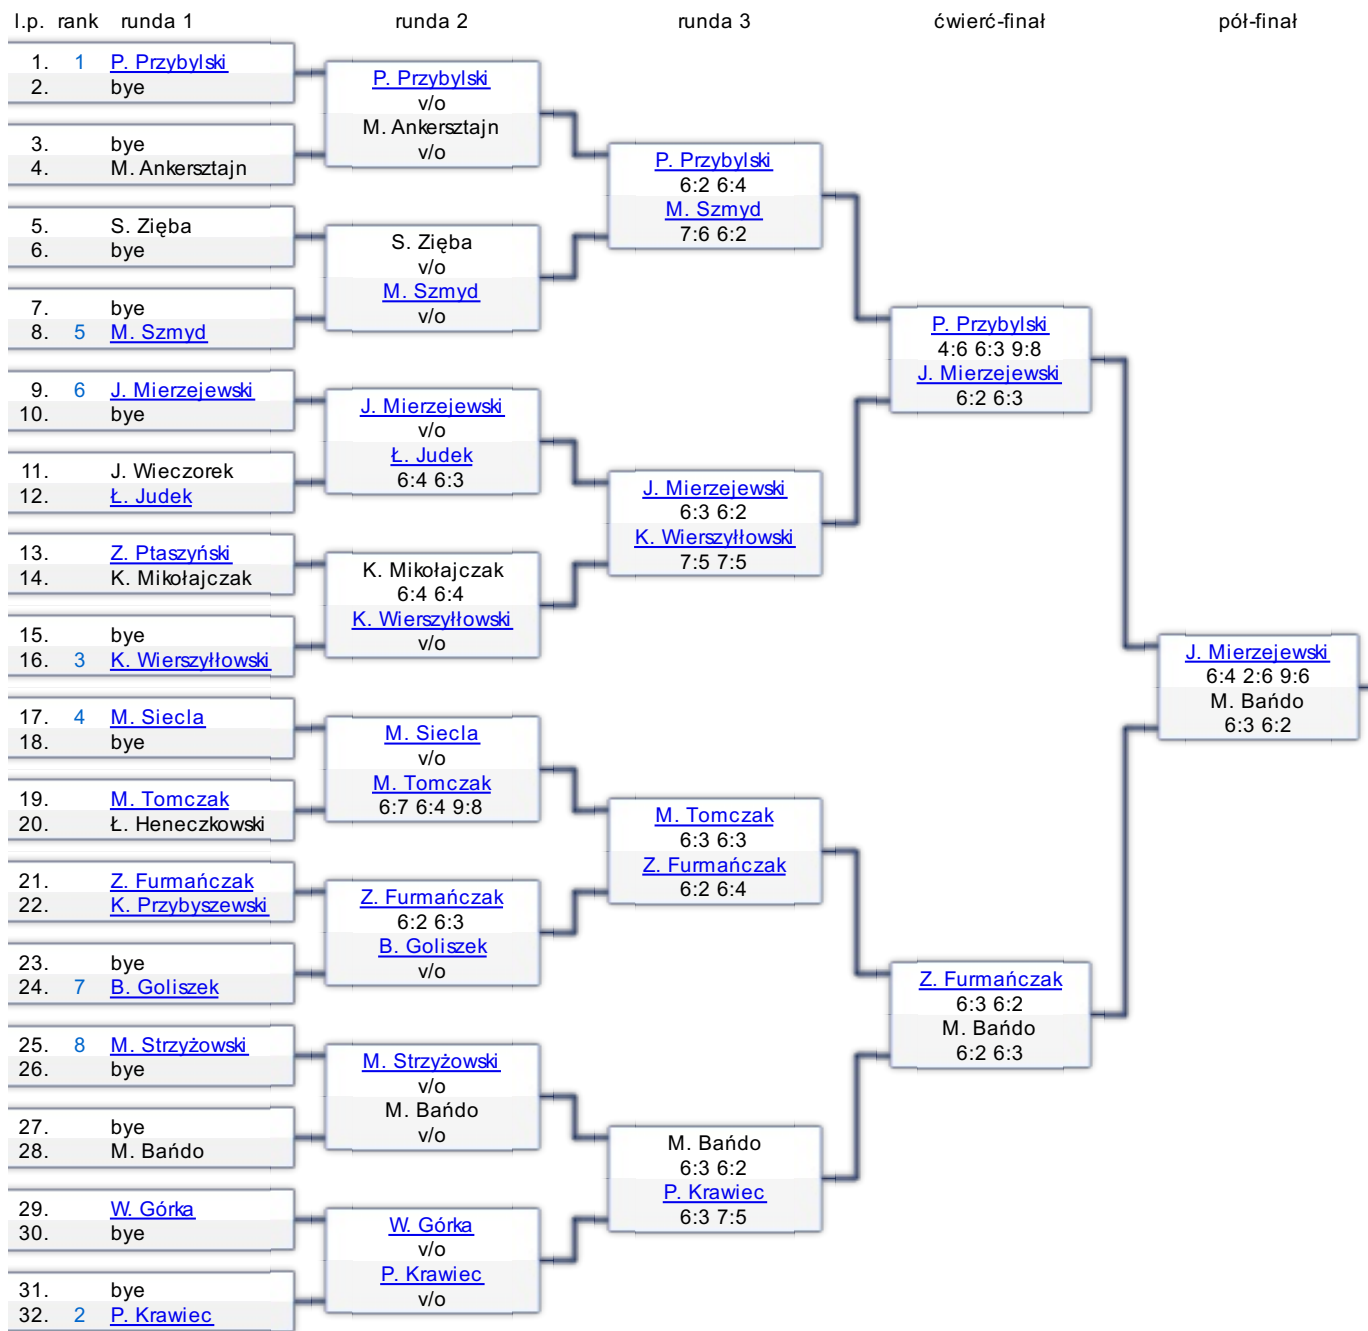 l.p. rank runda 1 runda 2 runda 3 ćwierć-finał pół-finał
1. 1 P. Przybylski
2. bye
3. bye
4. M. Ankersztajn
5. S. Zięba
6. bye
7. bye
8. 5 M. Szmyd
9. 6 J. Mierzejewski
10. bye
11. J. Wieczorek
12. Ł. Judek
13. Z. Ptaszyński
14. K. Mikołajczak
15. bye
16. 3 K. Wierszyłłowski
17. 4 M. Siecla
18. bye
19. M. Tomczak
20. Ł. Heneczkowski
21. Z. Furmańczak
22. K. Przybyszewski
23. bye
24. 7 B. Goliszek
25. 8 M. Strzyżowski
26. bye
27. bye
28. M. Bańdo
29. W. Górka
30. bye
31. bye
32. 2 P. Krawiec
P. Przybylski
v/o
M. Ankersztajn
v/o
S. Zięba
v/o
M. Szmyd
v/o
J. Mierzejewski
v/o
Ł. Judek
6:4 6:3
K. Mikołajczak
6:4 6:4
K. Wierszyłłowski
v/o
M. Siecla
v/o
M. Tomczak
6:7 6:4 9:8
Z. Furmańczak
6:2 6:3
B. Goliszek
v/o
M. Strzyżowski
v/o
M. Bańdo
v/o
W. Górka
v/o
P. Krawiec
v/o
P. Przybylski
6:2 6:4
M. Szmyd
7:6 6:2
J. Mierzejewski
6:3 6:2
K. Wierszyłłowski
7:5 7:5
M. Tomczak
6:3 6:3
Z. Furmańczak
6:2 6:4
M. Bańdo
6:3 6:2
P. Krawiec
6:3 7:5
P. Przybylski
4:6 6:3 9:8
J. Mierzejewski
6:2 6:3
Z. Furmańczak
6:3 6:2
M. Bańdo
6:2 6:3
J. Mierzejewski
6:4 2:6 9:6
M. Bańdo
6:3 6:2